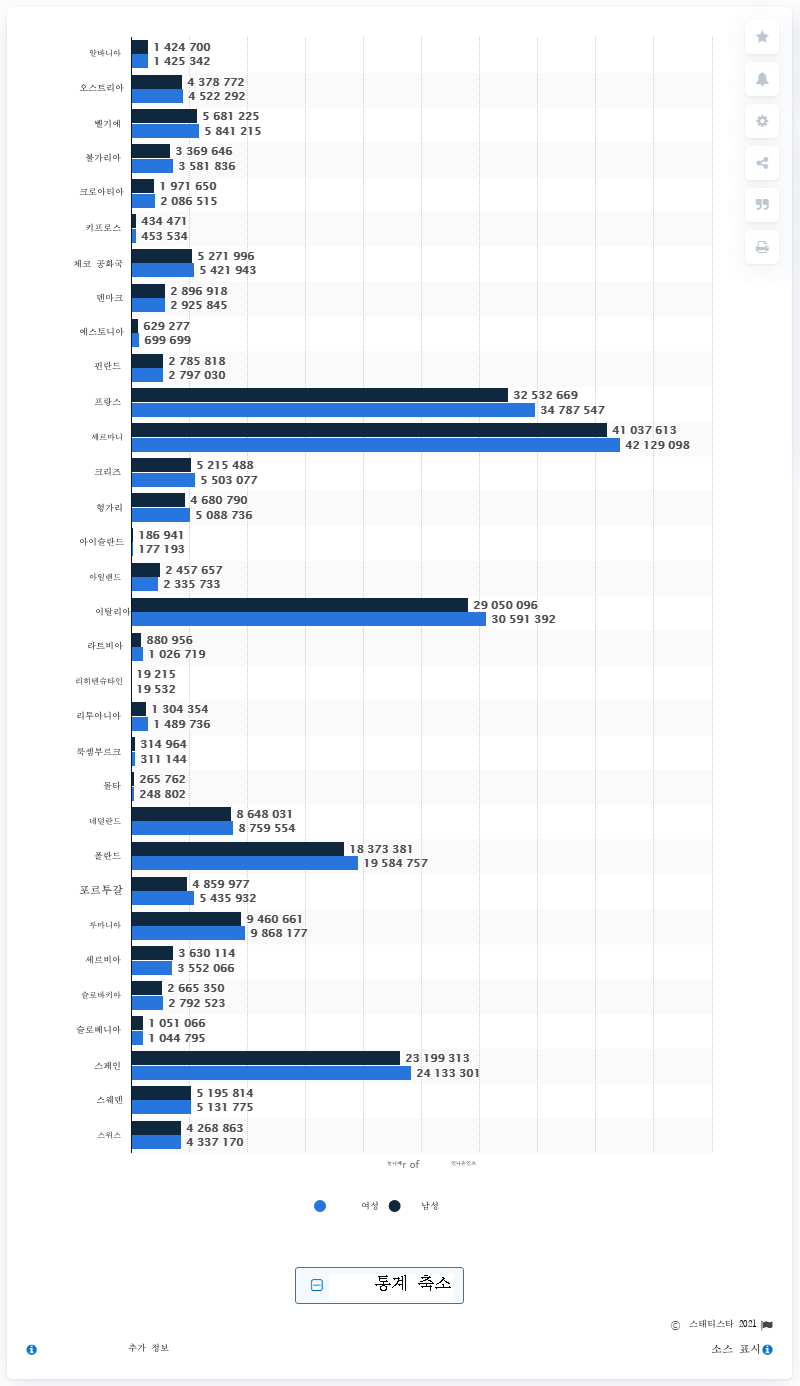 알바니아
1 424 700
1 425 342
오스트리아
4 378 772
4 522 292
벨기에
5 681 225
5 841 215
불가리아
3 369 646
3 581 836
크로아티아
1 971 650
2 086 515
키프로스
434 471
453 534
체코 공화국
5 271 996
5 421 943
덴마크
2 896 918
2 925 845
에스토니아
629 277
699 699
핀란드
2 785 818
2 797 030
프랑스
32 532 669
34 787 547
세르마니
41 037 613
42 129 098
크리즈
5 215 488
5 503 077
헝가리
4 680 790
5 088 736
아이슬란드
186 941
177 193
아일랜드
2 457 657
2 335 733
이탈리아
29 050 096
30 591 392
라트비아
880 956
1 026 719
리히텐슈타인
19 215
19 532
리투아니아
1 304 354
1 489 736
룩셈부르크
314 964
311 144
몰타
265 762
248 802
네덜란드
8 648 031
8 759 554
폴란드
18 373 381
19 584 757
포르투갈
4 859 977
5 435 932
루마니아
9 460 661
9 868 177
세르비아
3 630 114
3 552 066
슬로바키아
2 665 350
2 792 523
슬로베니아
1 051 066
1 044 795
스페인
23 199 313
24 133 301
스웨덴
5 195 814
5 131 775
스위스
4 268 863
4 337 170
r of
여성 남성
통계 축소
© 스태티스타 2021
추가 정보 소스 표시